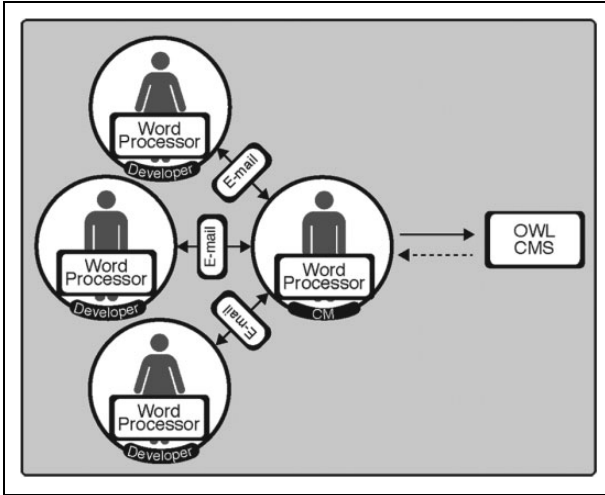 Word
Processor
Developer
E-mail
Word
Processor
Developer
E-mail
Word
Processor
CM
OWL
CMS
E-mail
Word
Processor
Developer